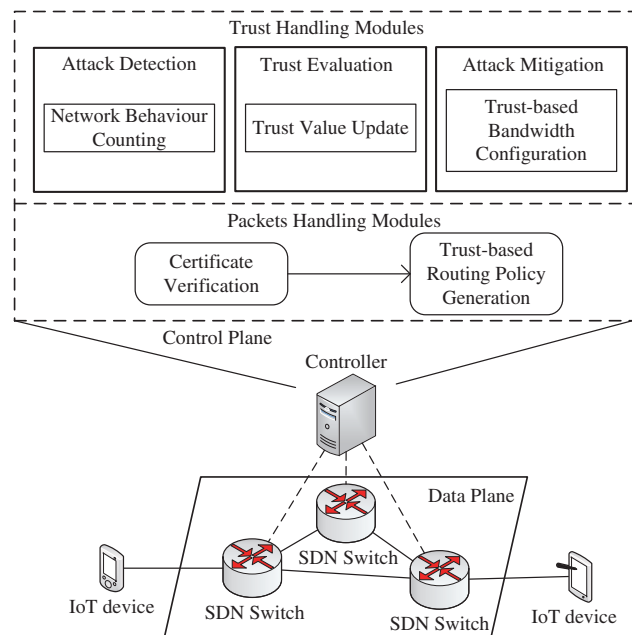 Trust Handling Modules
Attack Detection
Network Behaviour
Counting
Trust Evaluation
Trust Value Update
Attack Mitigation
Trust-based
Bandwidth
Configuration
Packets Handling Modules
Certificate
Verification
Trust-based
Routing Policy
Generation
Control Plane
Controller
Data Plane
SDN Switch
SDN Switch
SDN Switch
IoT device
IoT device